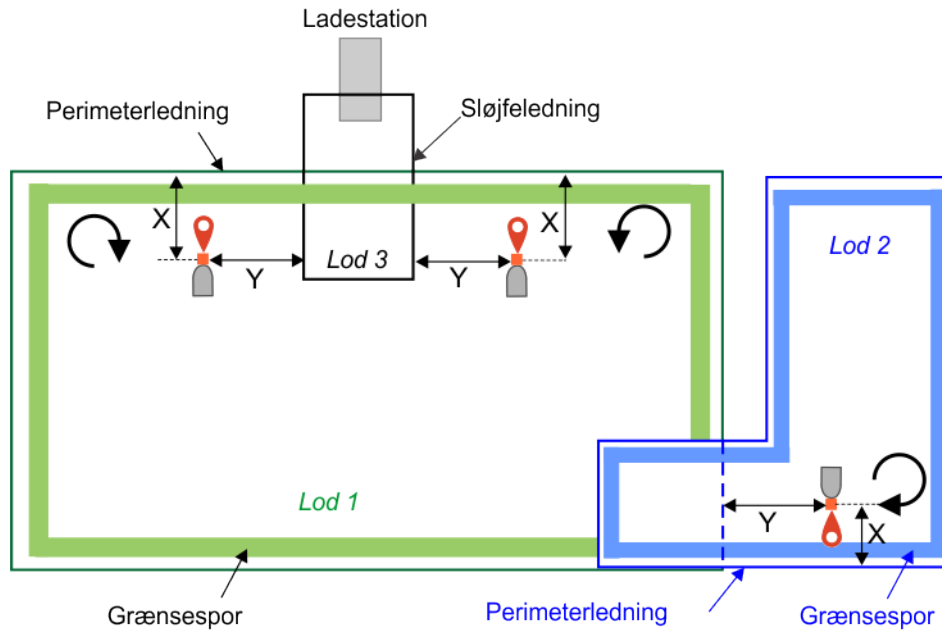 Ladestation
Perimeterledning
Sløjfeledning
X
X
Lod 2
Lod 3
Y
Y
Lod 1
Y
X
Grænsespor
Perimeterledning
Grænsespor